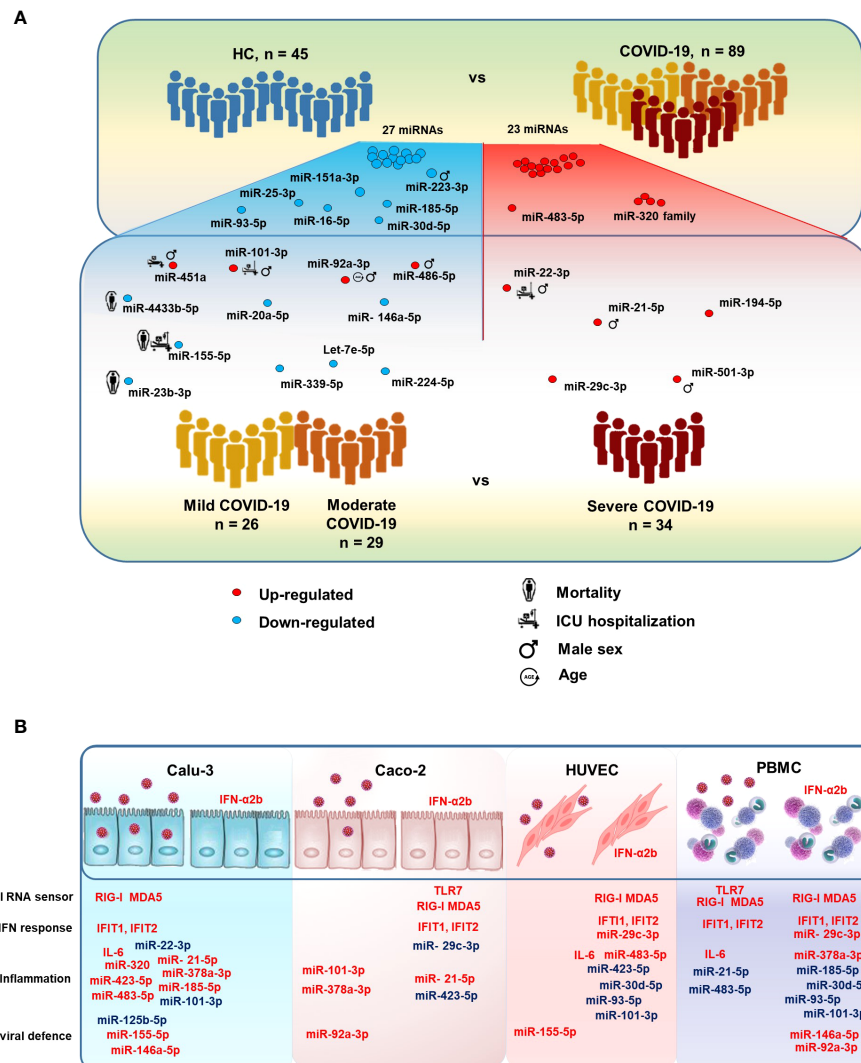 A
HC, n = 45
vs
COVID-19, n = 89
27 miRNAs
23 miRNAs
miR-151a-3p
miR-223-3p
miR-25-3p
miR-185-5p
miR-93-5p
miR-16-5p
miR-30d-5p
miR-483-5p
miR-320 family
miR-451a
miR-101-3p
miR-92a-3p
AGE
miR-486-5p
miR-22-3p
miR-4433b-5p
miR-20a-5p
miR- 146a-5p
miR-21-5p
miR-194-5p
miR-155-5p
Let-7e-5p
miR-23b-3p
miR-339-5p
miR-224-5p
miR-29c-3p
miR-501-3p
vs
Mild COVID-19
n = 26
Moderate
COVID-19
n = 29
Severe COVID-19
n = 34
Up-regulated
Down-regulated
Mortality
ICU hospitalization
Male sex
AGE
Age
B
Calu-3
IFN-α2b
Caco-2
IFN-α2b
HUVEC
IFN-α2b
PBMC
IFN-α2b
l RNA sensor
RIG-I MDA5
TLR7
RIG-I MDA5
RIG-I MDA5
TLR7
RIG-I MDA5
RIG-I MDA5
IFN response
IFIT1, IFIT2
IFIT1, IFIT2
IFTI1, IFIT2
miR-29c-3p
IFIT1, IFIT2
IFIT1, IFIT2
miR- 29c-3p
Inflammation
miR-22-3p
IL-6
miR- 21-5p
miR-320
miR-378a-3p
miR-423-5p
miR-185-5p
miR-483-5p
miR-101-3p
miR-101-3p
miR-378a-3p
miR- 29c-3p
miR- 21-5p
miR-423-5p
IL-6 miR-483-5p
miR-423-5p
miR-30d-5p
miR-93-5p
miR-101-3p
IL-6
miR-21-5p
miR-483-5p
miR-378a-3p
miR-185-5p
miR-30d-5
miR-93-5p
miR-101-3p
viral defence
miR-125b-5p
miR-155-5p
miR-146a-5p
miR-92a-3p
miR-155-5p
miR-146a-5p
miR-92a-3p